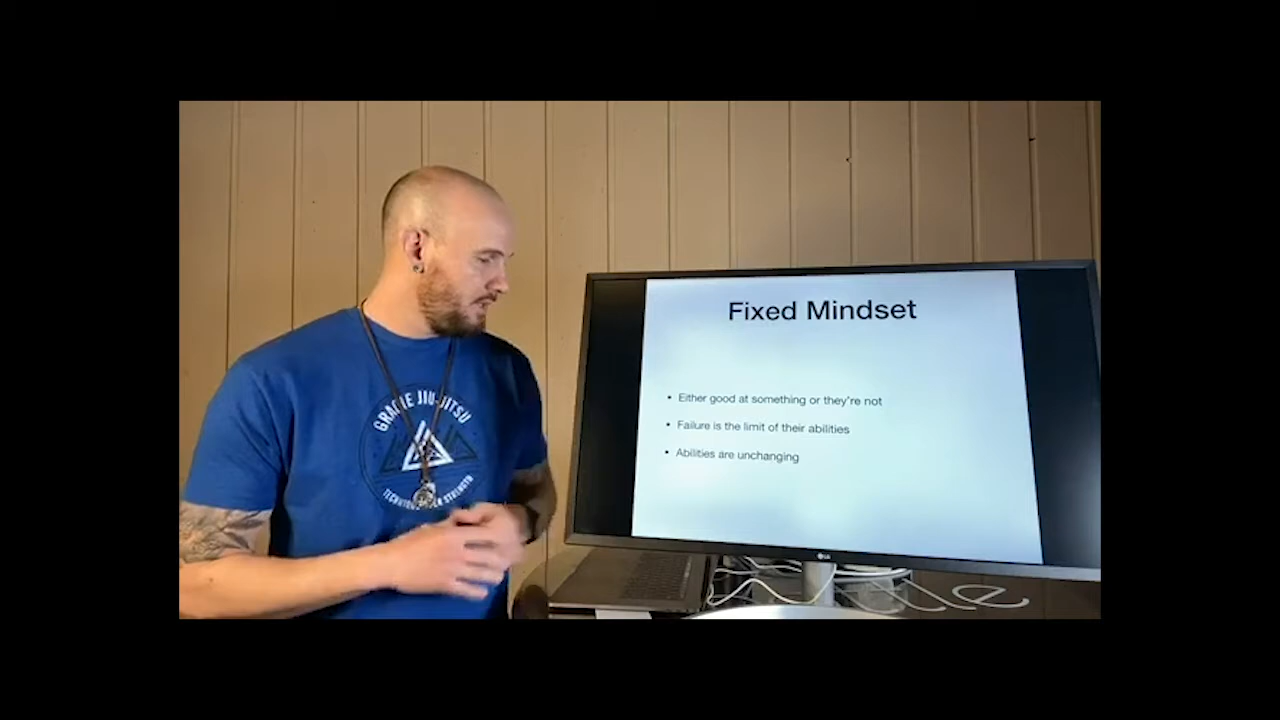 Fixed Mindset
• Either good at something or they're not
• Failure is the limit of their abilities
• Abilities are unchanging
GRACIE JIU-JITSU
STRENGTH
LG